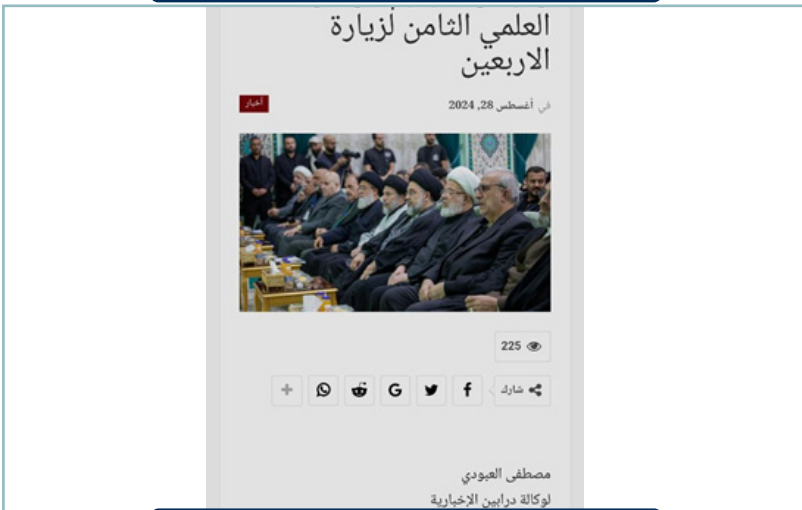 العلمي الثامن لزيارة
الاربعين
في أغسطس 28, 2024
أخبار
225
شارك
مصطفى العبودي
لوكالة درابين الإخبارية